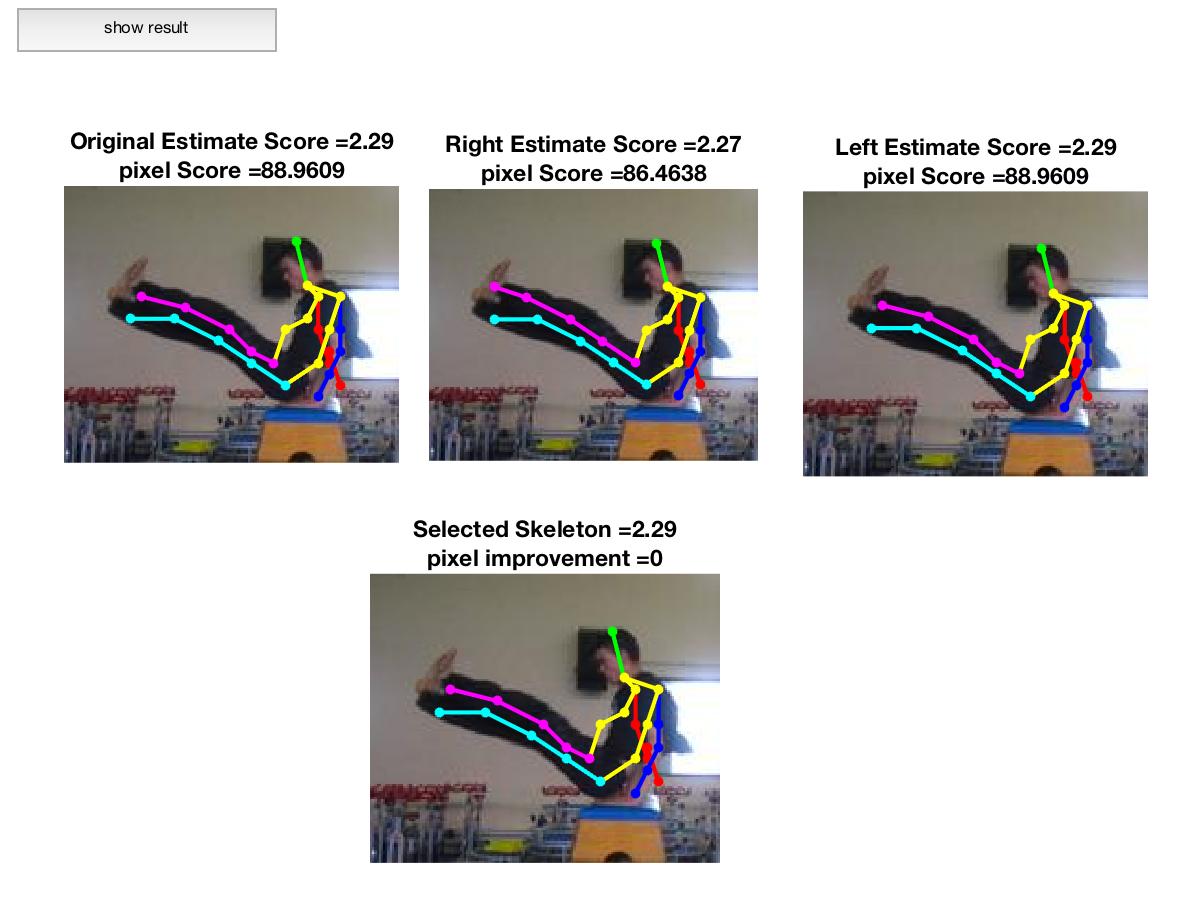 show result
Original Estimate Score =2.29
pixel Score =88.9609
Right Estimate Score =2.27
pixel Score =86.4638
Left Estimate Score =2.29
pixel Score =88.9609
Selected Skeleton =2.29
pixel improvement =0